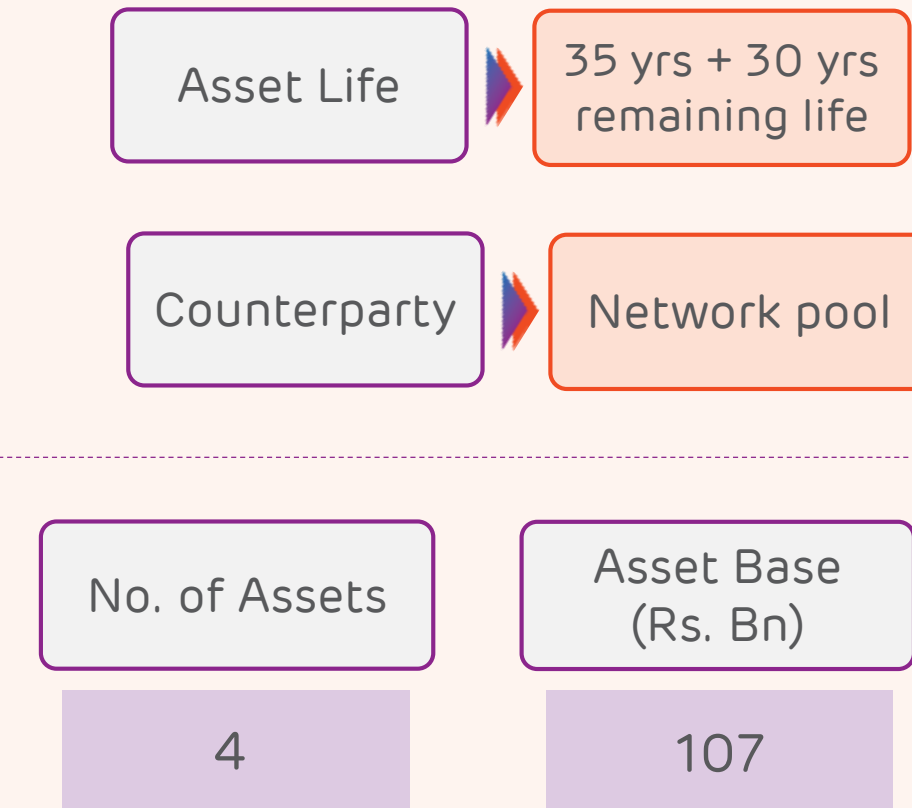 Asset Life
35 yrs + 30 yrs
remaining life
Counterparty
Network pool
No. of Assets
Asset Base
(Rs. Bn)
4
107